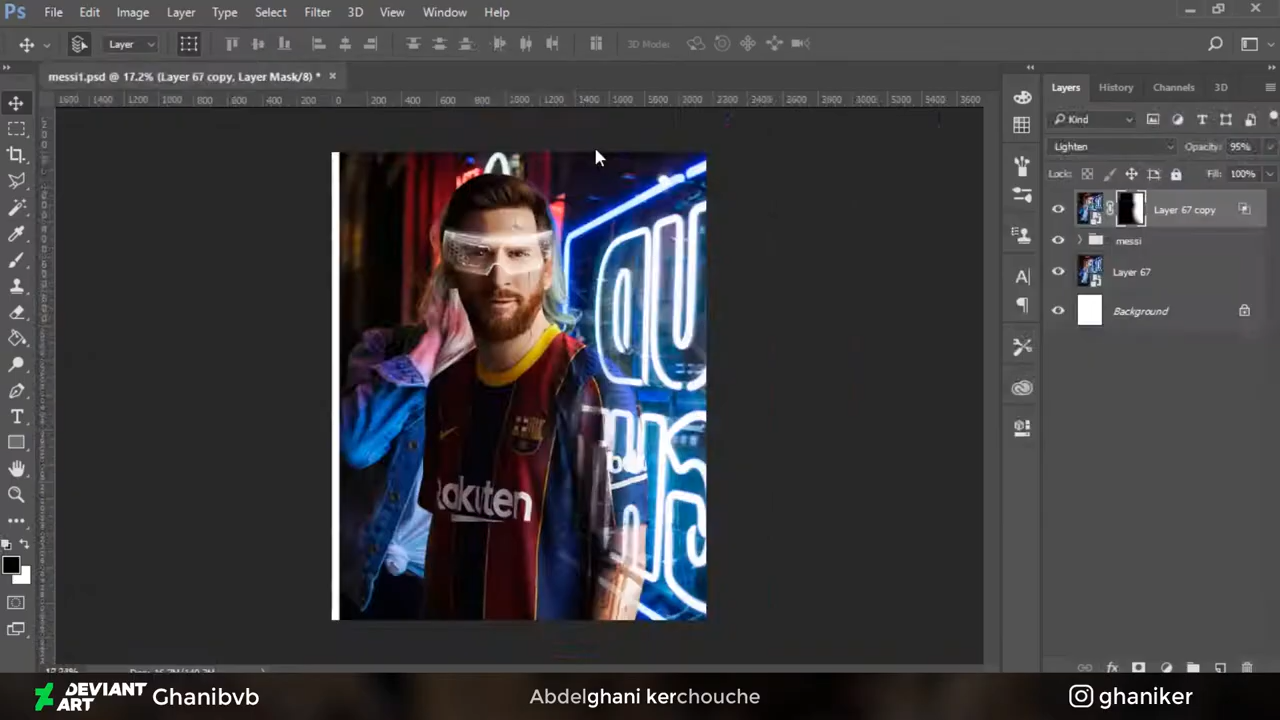 Ps File Edit Image Layer Type Select Filter 3D View Window Help
Layer 3D Mode:
messi1.psd @ 17.2% (Layer 67 copy, Layer Mask/8) *
Layers History Channels 3D
Kind
Lighten Opacity: 95%
Lock: Fill: 100%
Layer 67 copy
messi
Layer 67
Background
Rakuten
DEVIANT ART Ghanibvb
Abdelghani kerchouche
ghaniker